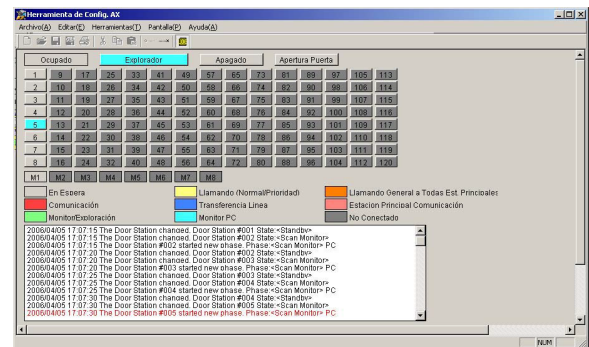 Herramienta de Config. AX
Archivo(A) Editar(E) Herramientas(T) Pantalla(P) Ayuda(A)
Ocupado Explorador Apagado Apertura Puerta
1 9 17 25 33 41 49 57 65 73 81 89 97 105 113
2 10 18 26 34 42 50 58 66 74 82 90 98 106 114
3 11 19 27 35 43 51 59 67 75 83 91 99 107 115
4 12 20 28 36 44 52 60 68 76 84 92 100 108 116
5 13 21 29 37 45 53 61 69 77 85 93 101 109 117
6 14 22 30 38 46 54 62 70 78 86 94 102 110 118
7 15 23 31 39 47 55 63 71 79 87 95 103 111 119
8 16 24 32 40 48 56 64 72 80 88 96 104 112 120
M1 M2 M3 M4 M5 M6 M7 M8
En Espera Llamando (Normal/Prioridad) Llamando General a Todas Est. Principales
Comunicación Transferencia Linea Estacion Principal Comunicación
Monitor/Exploración Monitor PC No Conectado
2006/04/05 17:07:15 The Door Station changed. Door Station #001 State:<Standby>
2006/04/05 17:07:15 The Door Station changed. Door Station #002 State:<Scan Monitor>
2006/04/05 17:07:15 The Door Station #002 started new phase. Phase:<Scan Monitor> PC
2006/04/05 17:07:20 The Door Station changed. Door Station #002 State:<Standby>
2006/04/05 17:07:20 The Door Station changed. Door Station #003 State:<Scan Monitor>
2006/04/05 17:07:20 The Door Station #003 started new phase. Phase:<Scan Monitor> PC
2006/04/05 17:07:25 The Door Station changed. Door Station #003 State:<Standby>
2006/04/05 17:07:25 The Door Station changed. Door Station #004 State:<Scan Monitor>
2006/04/05 17:07:25 The Door Station #004 started new phase. Phase:<Scan Monitor> PC
2006/04/05 17:07:30 The Door Station changed. Door Station #004 State:<Standby>
2006/04/05 17:07:30 The Door Station changed. Door Station #005 State:<Scan Monitor>
2006/04/05 17:07:30 The Door Station #005 started new phase. Phase:<Scan Monitor> PC
NUM